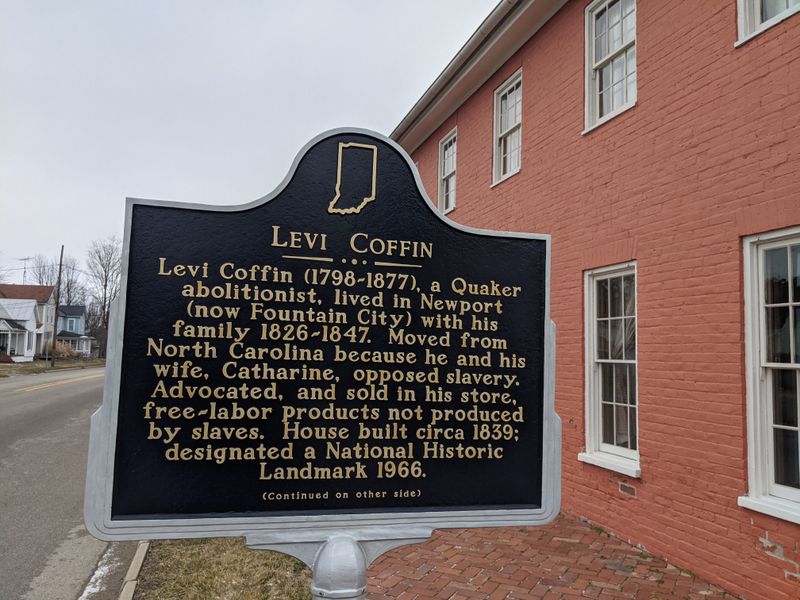 LEVI COFFIN
Levi Coffin (1798-1877), a Quaker
abolitionist, lived in Newport
(now Fountain City) with his
family 1826-1847. Moved from
North Carolina because he and his
wife, Catharine, opposed slavery.
Advocated, and sold in his store,
free-labor products not produced
by slaves. House built circa 1839;
designated a National Historic
Landmark 1966.
(Continued on other side)